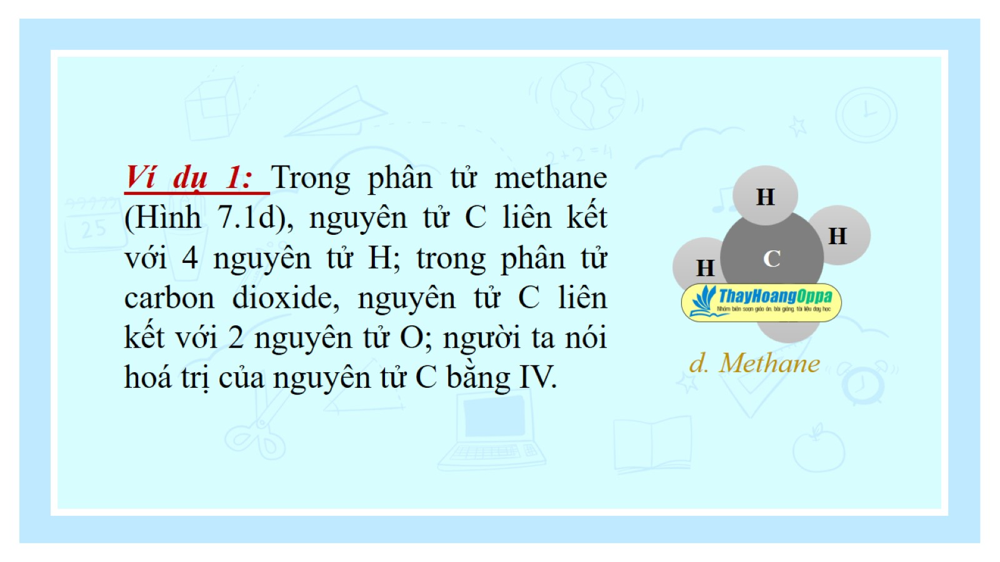 Ví dụ 1: Trong phân tử methane
(Hình 7.1d), nguyên tử C liên kết
với 4 nguyên tử H; trong phân tử
carbon dioxide, nguyên tử C liên
kết với 2 nguyên tử O; người ta nói
hoá trị của nguyên tử C bằng IV.
H
H
C
H
ThayHoangOppa
Nhóm biên soạn giáo án, bài giảng, tài liệu dạy học
d. Methane
2+2=4
25